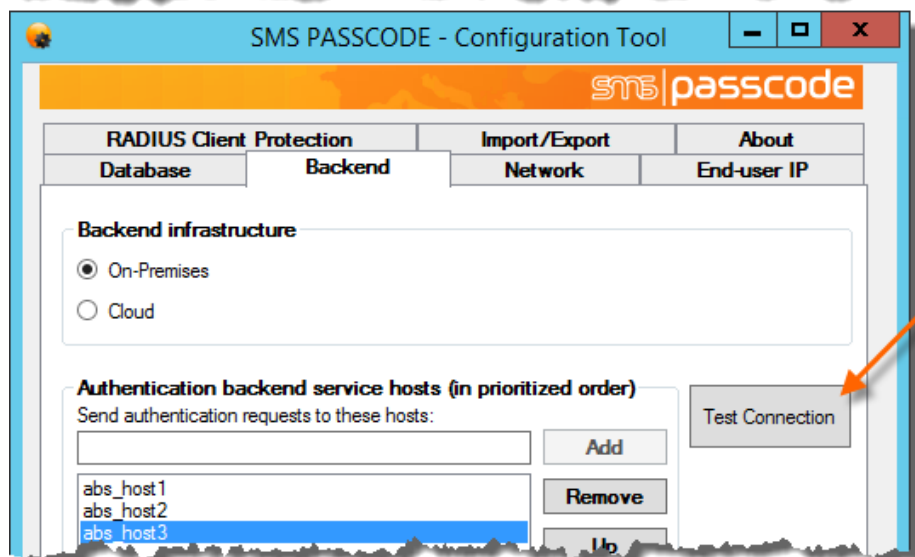 SMS PASSCODE - Configuration Tool
sms passcode
RADIUS Client Protection Import/Export About
Database Backend Network End-user IP
Backend infrastructure
On-Premises
Cloud
Authentication backend service hosts (in prioritized order)
Send authentication requests to these hosts:
Test Connection
Add
abs_host1
Remove
abs_host2
abs_host3
Up